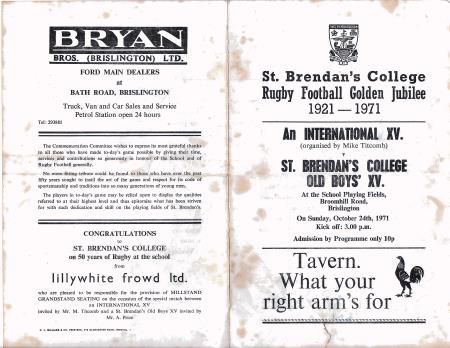 BRYAN
BROS. (BRISLINGTON) LTD.
FORD MAIN DEALERS
at
BATH ROAD, BRISLINGTON
Truck, Van and Car Sales and Service
Petrol Station open 24 hours
Tel: 293881
The Commemoration Committee wishes to express its most grateful thanks
to all those who have made to-day's game possible by giving their time,
services and contributions so generously in honour of the School and of
Rugby Football generally.
No more fitting tribute could be found to those who have over the past
fifty years sought to instil the art of the game and respect for its code of
sportsmanship and traditions into so many generations of young men.
The players in to-day's game may be relied upon to display the qualities
referred to at their highest level and thus epitomise what has been striven
for with such dedication and skill on the playing fields of St. Brendan's.
CONGRATULATIONS
to
ST. BRENDAN'S COLLEGE
on 50 years of Rugby at the school
from
lillywhite frowd ltd.
who are pleased to be responsible for the provision of MILLSTAND
GRANDSTAND SEATING on the occasion of the special match between
an INTERNATIONAL XV
invited by Mr. M. Titcomb and a St. Brendan's Old Boys XV invited by
Mr. A. Price
St. Brendan's College
Rugby Football Golden Jubilee
1921 — 1971
An INTERNATIONAL XV.
(organised by Mike Titcomb)
v
ST. BRENDAN'S COLLEGE
OLD BOYS' XV.
At the School Playing Fields,
Broomhill Road,
Brislington
On Sunday, October 24th, 1971
Kick off: 3.00 p.m.
Admission by Programme only 10p
Tavern.
What your
right arm's for